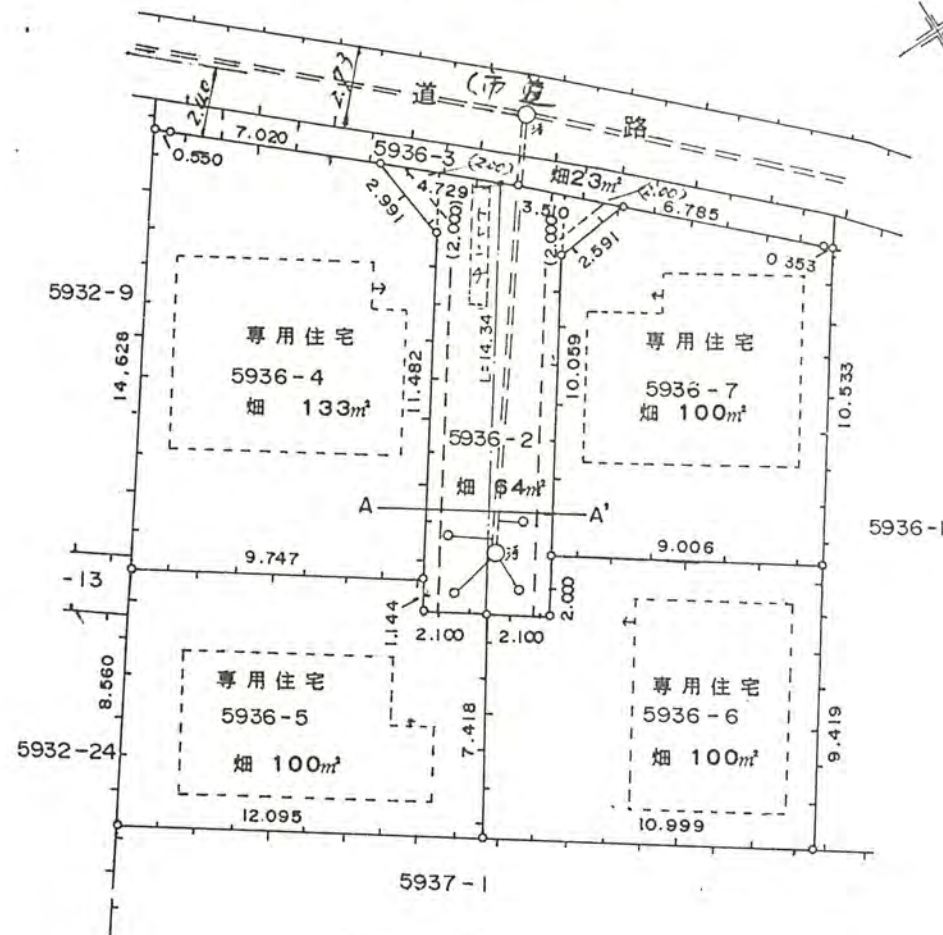 道 (市道) 路
2.40
2.93
7.020
0.550
5936-3
(2.00)
畑23㎡
(2.00)
4.729
2.991
(2.000)
3.510
(2.000)
2.591
6.785
0.353
5932-9
14,628
専用住宅
5936-4
畑 133㎡
11.482
L=14.34
10.059
専用住宅
5936-7
畑 100㎡
10.533
5936-2
畑 64㎡
A
A'
5936-1
9.747
9.006
-13
1.144
2.100
2.100
2.000
8.560
専用住宅
5936-5
畑 100㎡
7.418
専用住宅
5936-6
畑 100㎡
9.419
5932-24
12.095
10.999
5937-1